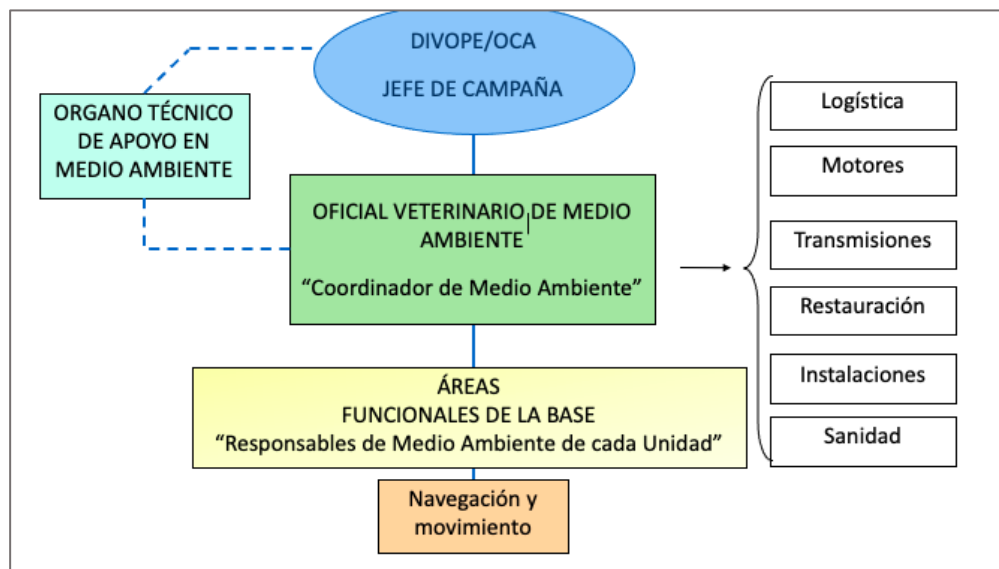 DIVOPE/OCA
JEFE DE CAMPAÑA
ORGANO TÉCNICO
DE APOYO EN
MEDIO AMBIENTE
OFICIAL VETERINARIO DE MEDIO
AMBIENTE
“Coordinador de Medio Ambiente”
ÁREAS
FUNCIONALES DE LA BASE
“Responsables de Medio Ambiente de cada Unidad”
Navegación y
movimiento
Logística
Motores
Transmisiones
Restauración
Instalaciones
Sanidad